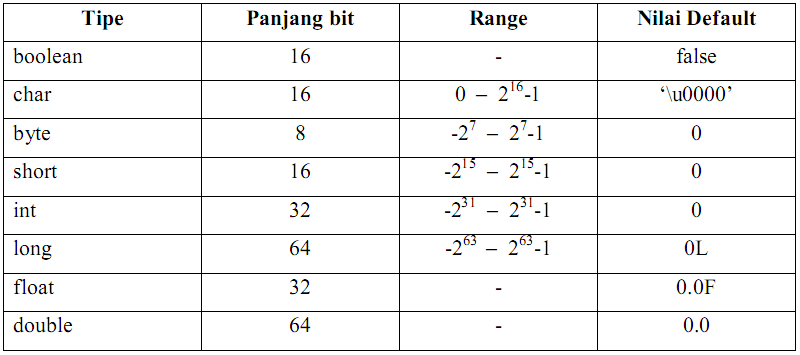 Tipe Panjang bit Range Nilai Default
boolean 16 - false
char 16 0 – 2^16-1 ‘\u0000’
byte 8 -2^7 – 2^7-1 0
short 16 -2^15 – 2^15-1 0
int 32 -2^31 – 2^31-1 0
long 64 -2^63 – 2^63-1 0L
float 32 - 0.0F
double 64 - 0.0